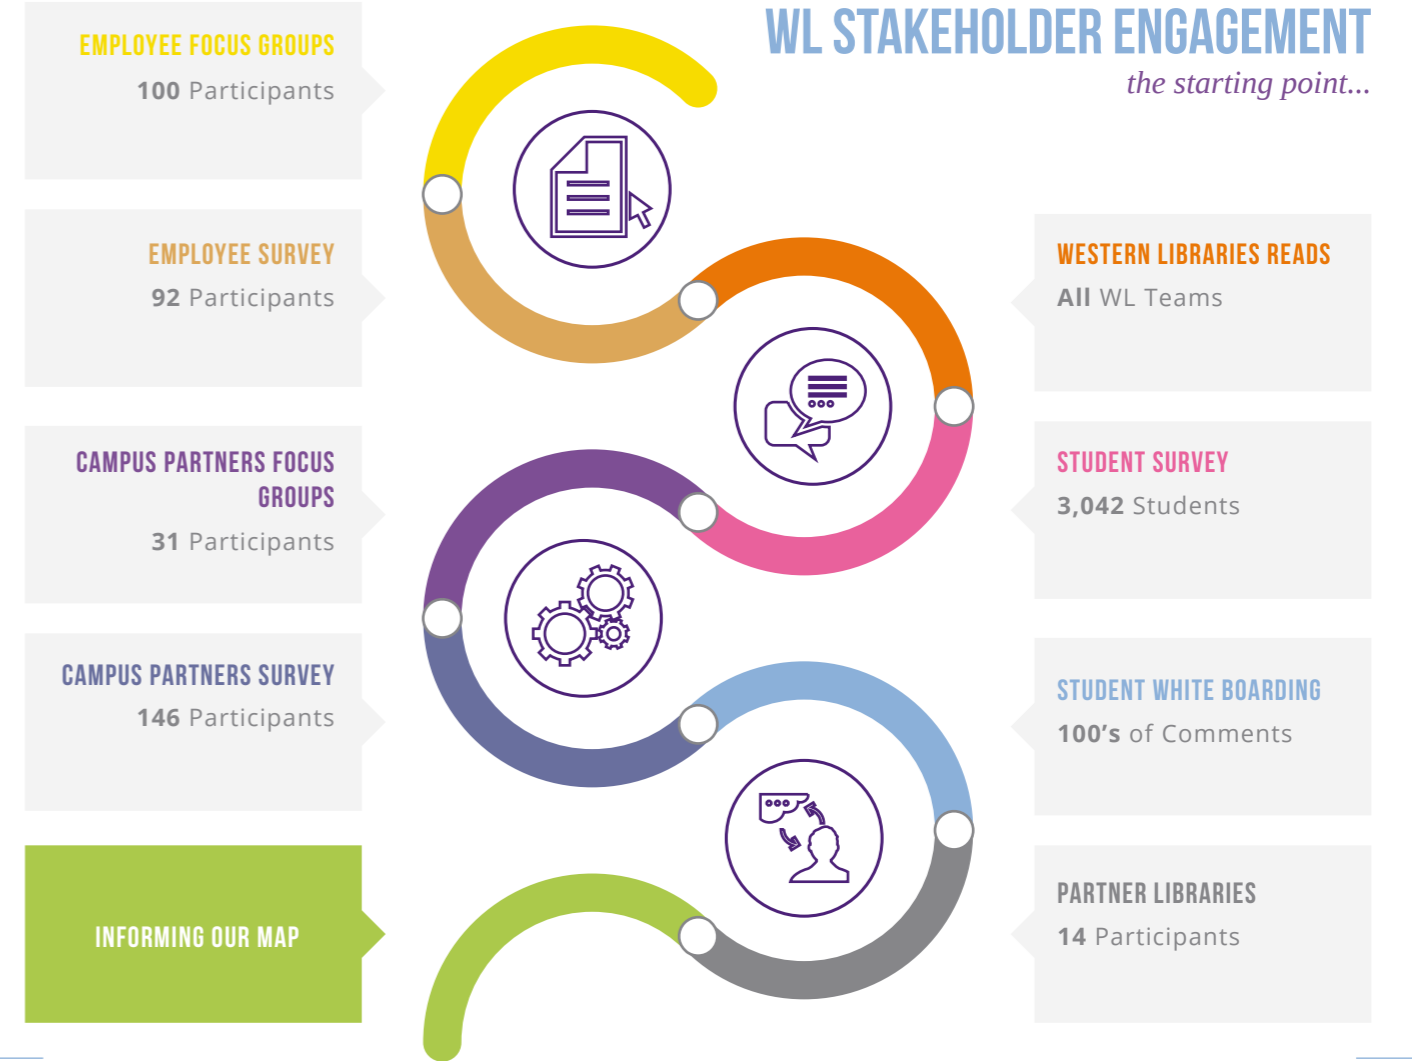 WL STAKEHOLDER ENGAGEMENT
the starting point...
EMPLOYEE FOCUS GROUPS
100 Participants
EMPLOYEE SURVEY
92 Participants
WESTERN LIBRARIES READS
All WL Teams
STUDENT SURVEY
3,042 Students
CAMPUS PARTNERS FOCUS
GROUPS
31 Participants
CAMPUS PARTNERS SURVEY
146 Participants
STUDENT WHITE BOARDING
100’s of Comments
PARTNER LIBRARIES
14 Participants
INFORMING OUR MAP